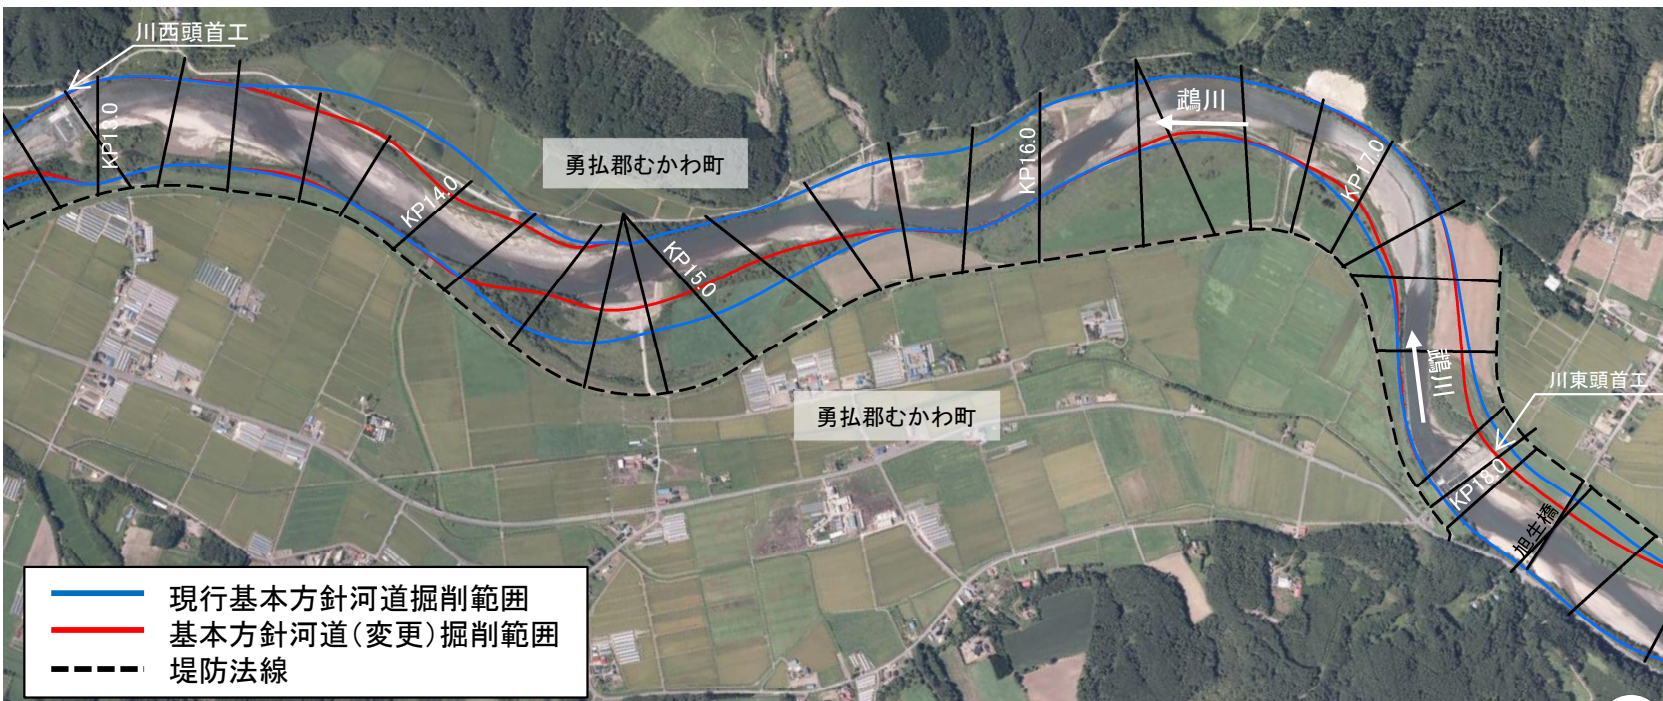 川西頭首工
KP13.0
勇払郡むかわ町
KP14.0
KP15.0
KP16.0
鵡川
KP17.0
鵡川
川東頭首工
勇払郡むかわ町
KP18.0
旭生橋
現行基本方針河道掘削範囲
基本方針河道(変更)掘削範囲
堤防法線